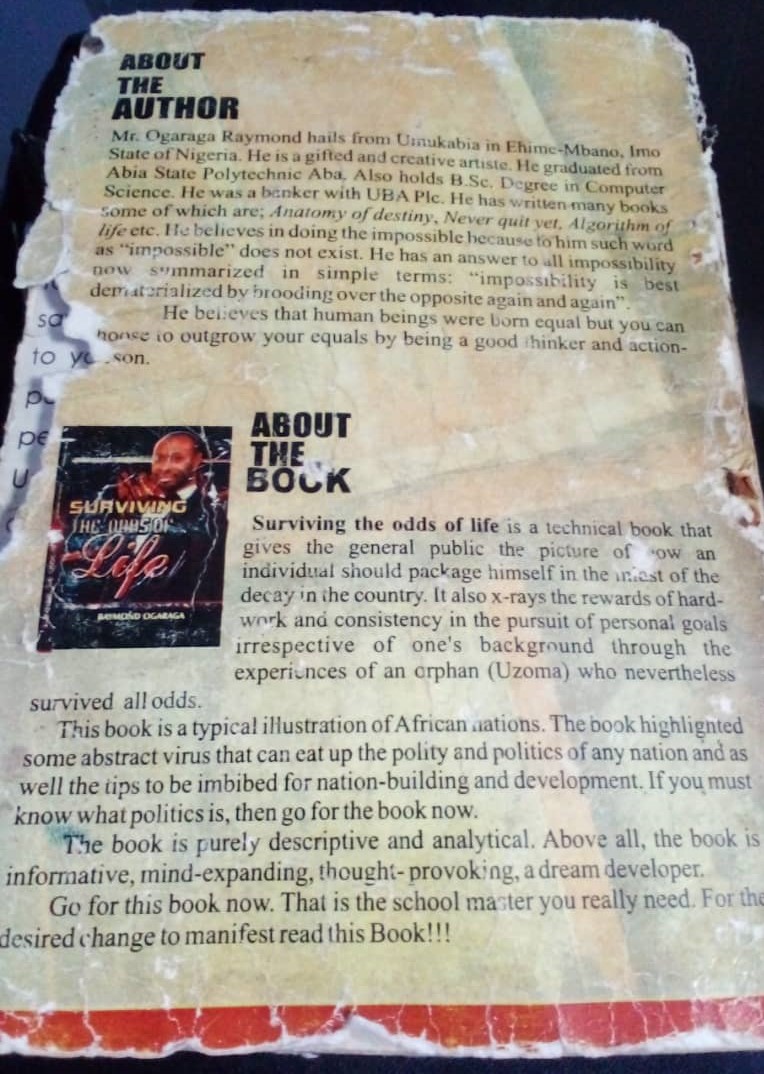 ABOUT
THE
AUTHOR
Mr. Ogaraga Raymond hails from Umukabia in Ehime-Mbano, Imo
State of Nigeria. He is a gifted and creative artiste. He graduated from
Abia State Polytechnic Aba. Also holds B.Sc. Degree in Computer
Science. He was a banker with UBA Plc. He has written many books
some of which are; Anatomy of destiny, Never quit yet, Algorithm of
life etc. He believes in doing the impossible because to him such word
as "impossible" does not exist. He has an answer to all impossibility
now summarized in simple terms: "impossibility is best
dematerialized by brooding over the opposite again and again".
He believes that human beings were born equal but you can
choose to outgrow your equals by being a good thinker and action-
son.
to
ABOUT
THE
BOOK
SURVIVING
THE ODDS OF
Life
RAYMOND OGARAGA
Surviving the odds of life is a technical book that
gives the general public the picture of how an
individual should package himself in the midst of the
decay in the country. It also x-rays the rewards of hard-
work and consistency in the pursuit of personal goals
irrespective of one's background through the
experiences of an orphan (Uzoma) who nevertheless
survived all odds.
This book is a typical illustration of African nations. The book highlighted
some abstract virus that can eat up the polity and politics of any nation and as
well the tips to be imbibed for nation-building and development. If you must
know what politics is, then go for the book now.
The book is purely descriptive and analytical. Above all, the book is
informative, mind-expanding, thought- provoking, a dream developer.
Go for this book now. That is the school master you really need. For the
desired change to manifest read this Book!!!